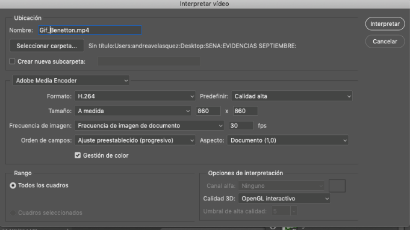 Interpretar vídeo
Ubicación
Nombre: Gif_Benetton.mp4
Interpretar
Seleccionar carpeta... Sin título:Users:andreavelasquez:Desktop:SENA:EVIDENCIAS SEPTIEMBRE:
Cancelar
Crear nueva subcarpeta:
Adobe Media Encoder
Formato: H.264 Predefinir: Calidad alta
Tamaño: A medida 860 x 860
Frecuencia de imagen: Frecuencia de imagen de documento 30 fps
Orden de campos: Ajuste preestablecido (progresivo) Aspecto: Documento (1,0)
Gestión de color
Rango
Opciones de interpretación
Todos los cuadros
Canal alfa: Ninguno
Calidad 3D: OpenGL interactivo
Cuadros seleccionados
Umbral de alta calidad: